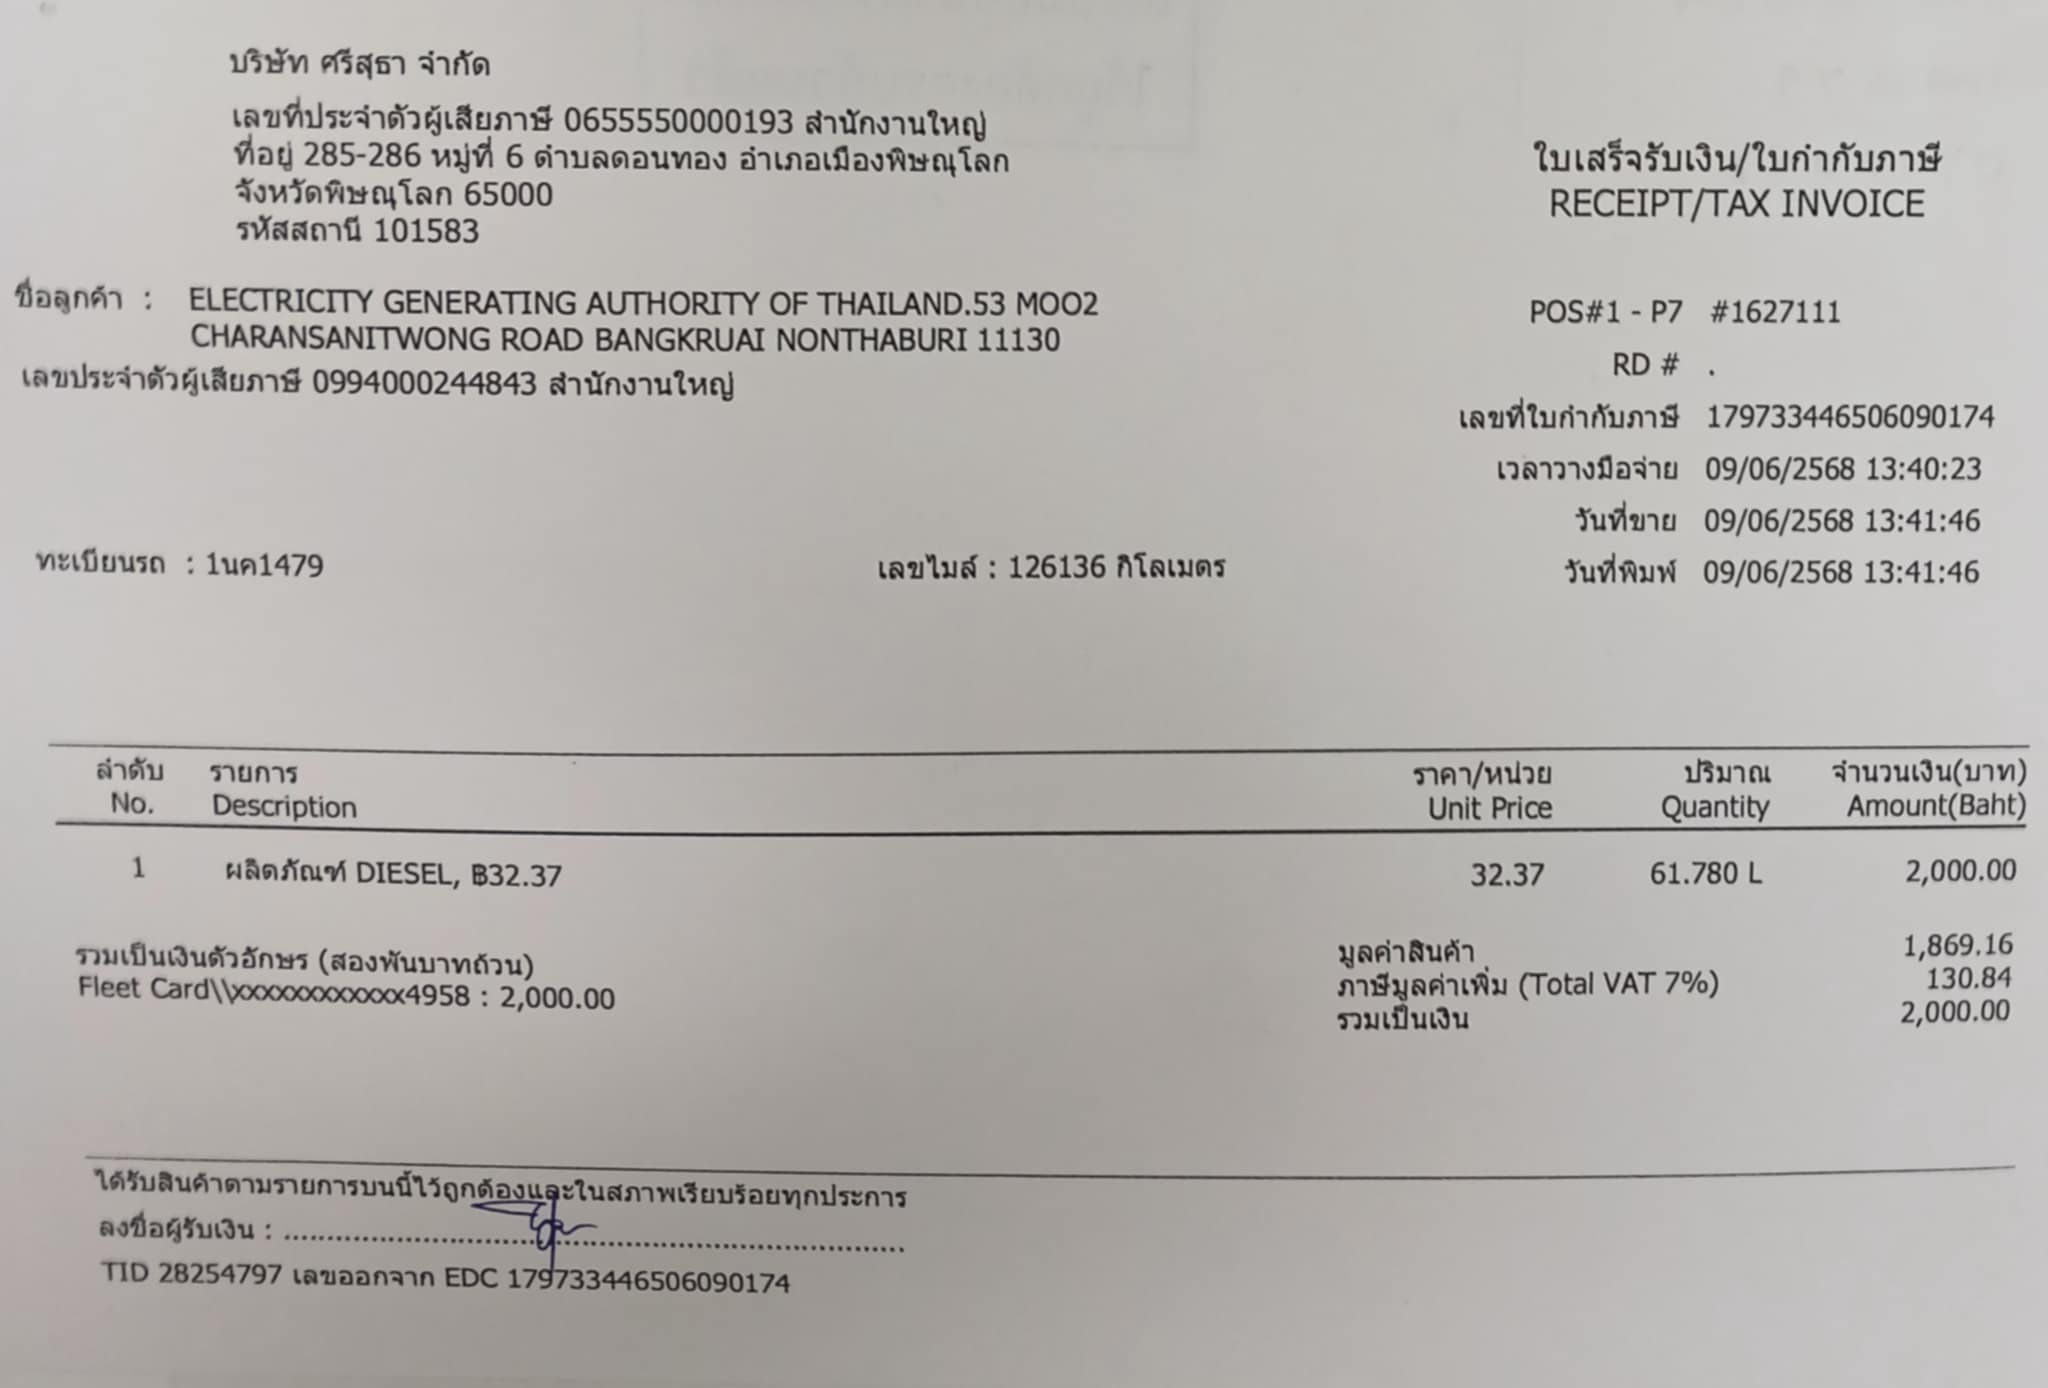 บริษัท ศรีสุธา จำกัด
เลขที่ประจำตัวผู้เสียภาษี 0655550000193 สำนักงานใหญ่
ที่อยู่ 285-286 หมู่ที่ 6 ตำบลดอนทอง อำเภอเมืองพิษณุโลก
จังหวัดพิษณุโลก 65000
รหัสสถานี 101583
ใบเสร็จรับเงิน/ใบกำกับภาษี
RECEIPT/TAX INVOICE
ชื่อลูกค้า : ELECTRICITY GENERATING AUTHORITY OF THAILAND.53 MOO2
CHARANSANITWONG ROAD BANGKRUAI NONTHABURI 11130
เลขประจำตัวผู้เสียภาษี 0994000244843 สำนักงานใหญ่
POS#1 - P7 #1627111
RD # .
เลขที่ใบกำกับภาษี 179733446506090174
เวลาวางมือจ่าย 09/06/2568 13:40:23
วันที่ขาย 09/06/2568 13:41:46
วันที่พิมพ์ 09/06/2568 13:41:46
ทะเบียนรถ : 1นค1479 เลขไมล์ : 126136 กิโลเมตร
ลำดับ รายการ ราคา/หน่วย ปริมาณ จำนวนเงิน(บาท)
No. Description Unit Price Quantity Amount(Baht)
1 ผลิตภัณฑ์ DIESEL, ฿32.37 32.37 61.780 L 2,000.00
รวมเป็นเงินตัวอักษร (สองพันบาทถ้วน)
Fleet Card\\xxxxxxxxxxxx4958 : 2,000.00
มูลค่าสินค้า 1,869.16
ภาษีมูลค่าเพิ่ม (Total VAT 7%) 130.84
รวมเป็นเงิน 2,000.00
ได้รับสินค้าตามรายการบนนี้ไว้ถูกต้องและในสภาพเรียบร้อยทุกประการ
ลงชื่อผู้รับเงิน : ........................................................................
TID 28254797 เลขออกจาก EDC 179733446506090174